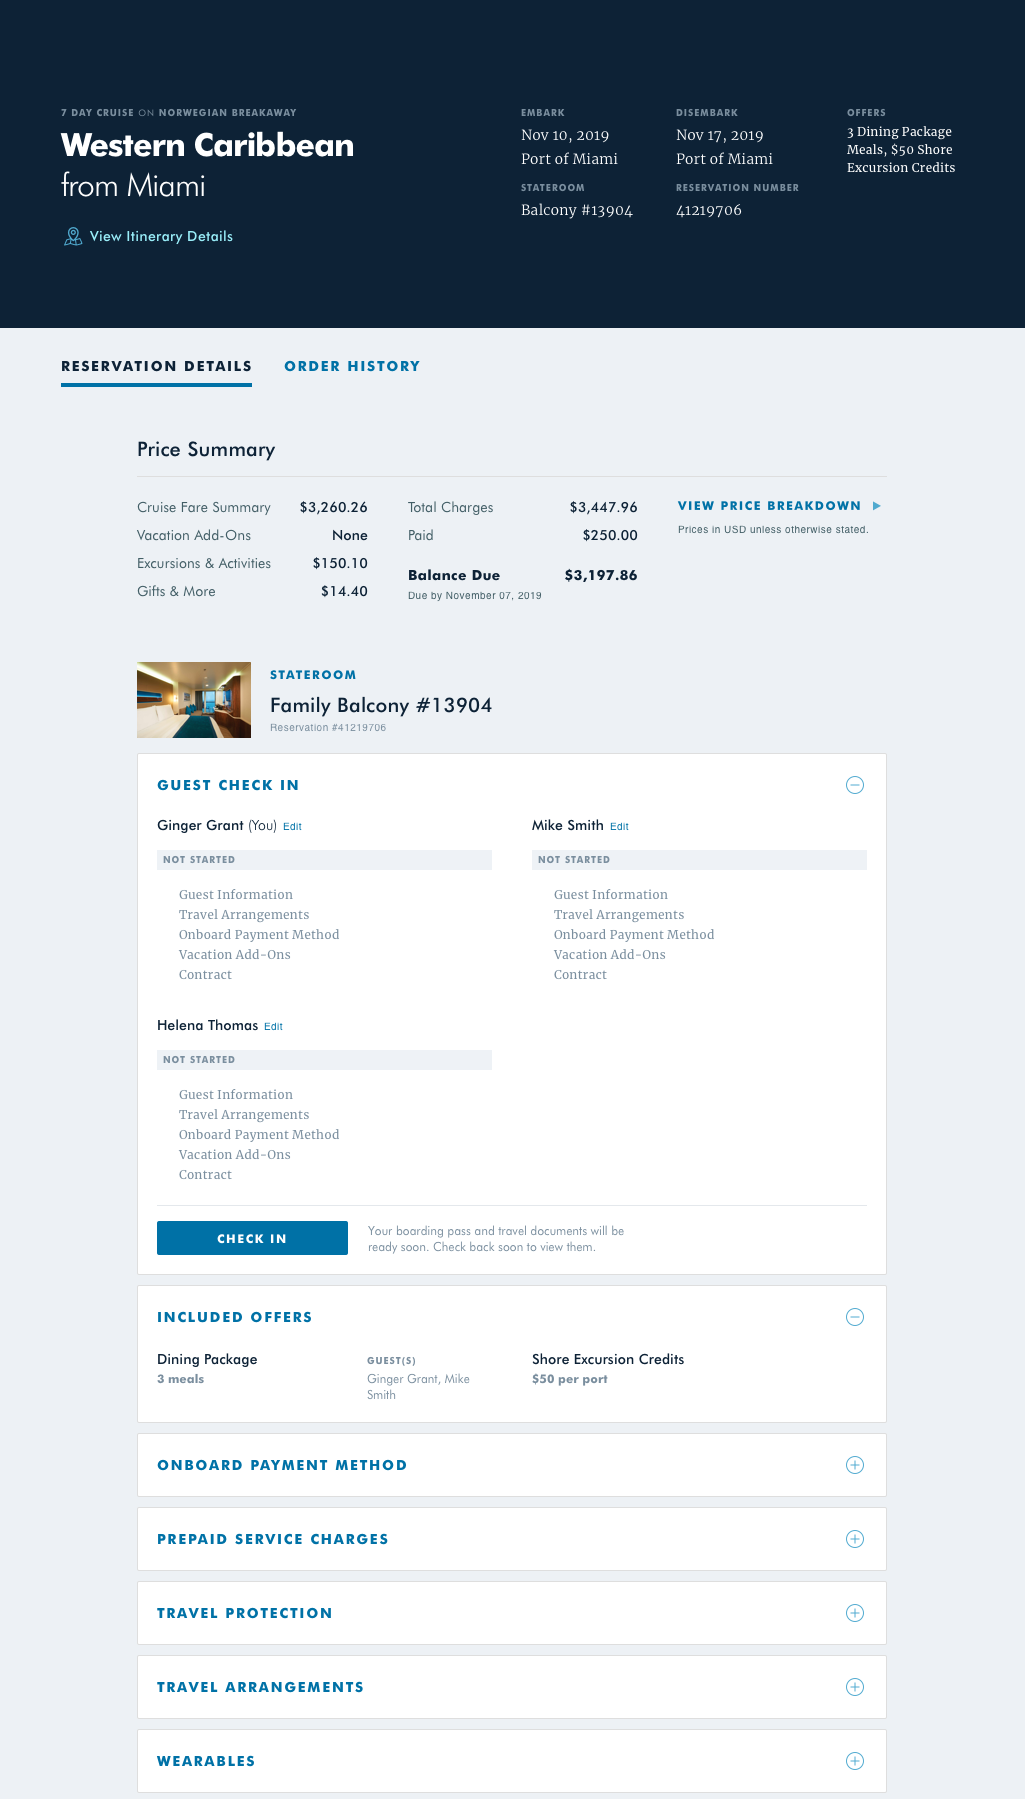 7 DAY CRUISE ON NORWEGIAN BREAKAWAY
Western Caribbean
from Miami
View Itinerary Details
EMBARK
Nov 10, 2019
Port of Miami
STATEROOM
Balcony #13904
DISEMBARK
Nov 17, 2019
Port of Miami
RESERVATION NUMBER
41219706
OFFERS
3 Dining Package
Meals, $50 Shore
Excursion Credits
RESERVATION DETAILS
ORDER HISTORY
Price Summary
Cruise Fare Summary $3,260.26
Vacation Add-Ons None
Excursions & Activities $150.10
Gifts & More $14.40
Total Charges $3,447.96
Paid $250.00
Balance Due $3,197.86
Due by November 07, 2019
VIEW PRICE BREAKDOWN
Prices in USD unless otherwise stated.
STATEROOM
Family Balcony #13904
Reservation #41219706
GUEST CHECK IN
Ginger Grant (You) Edit
NOT STARTED
Guest Information
Travel Arrangements
Onboard Payment Method
Vacation Add-Ons
Contract
Mike Smith Edit
NOT STARTED
Guest Information
Travel Arrangements
Onboard Payment Method
Vacation Add-Ons
Contract
Helena Thomas Edit
NOT STARTED
Guest Information
Travel Arrangements
Onboard Payment Method
Vacation Add-Ons
Contract
CHECK IN
Your boarding pass and travel documents will be
ready soon. Check back soon to view them.
INCLUDED OFFERS
Dining Package
3 meals
GUEST(S)
Ginger Grant, Mike
Smith
Shore Excursion Credits
$50 per port
ONBOARD PAYMENT METHOD
PREPAID SERVICE CHARGES
TRAVEL PROTECTION
TRAVEL ARRANGEMENTS
WEARABLES